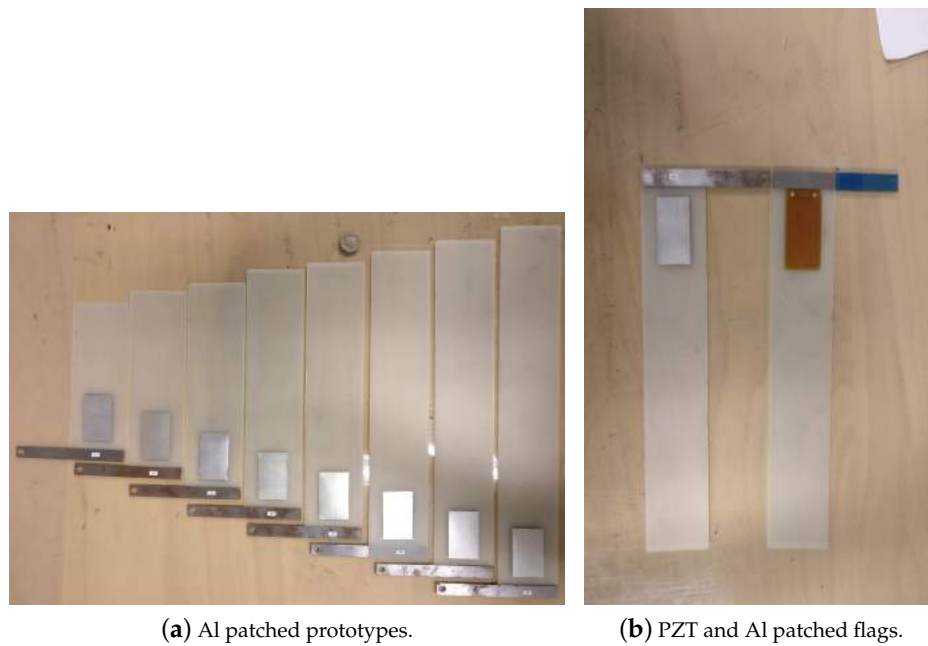 (a) Al patched prototypes.
(b) PZT and Al patched flags.